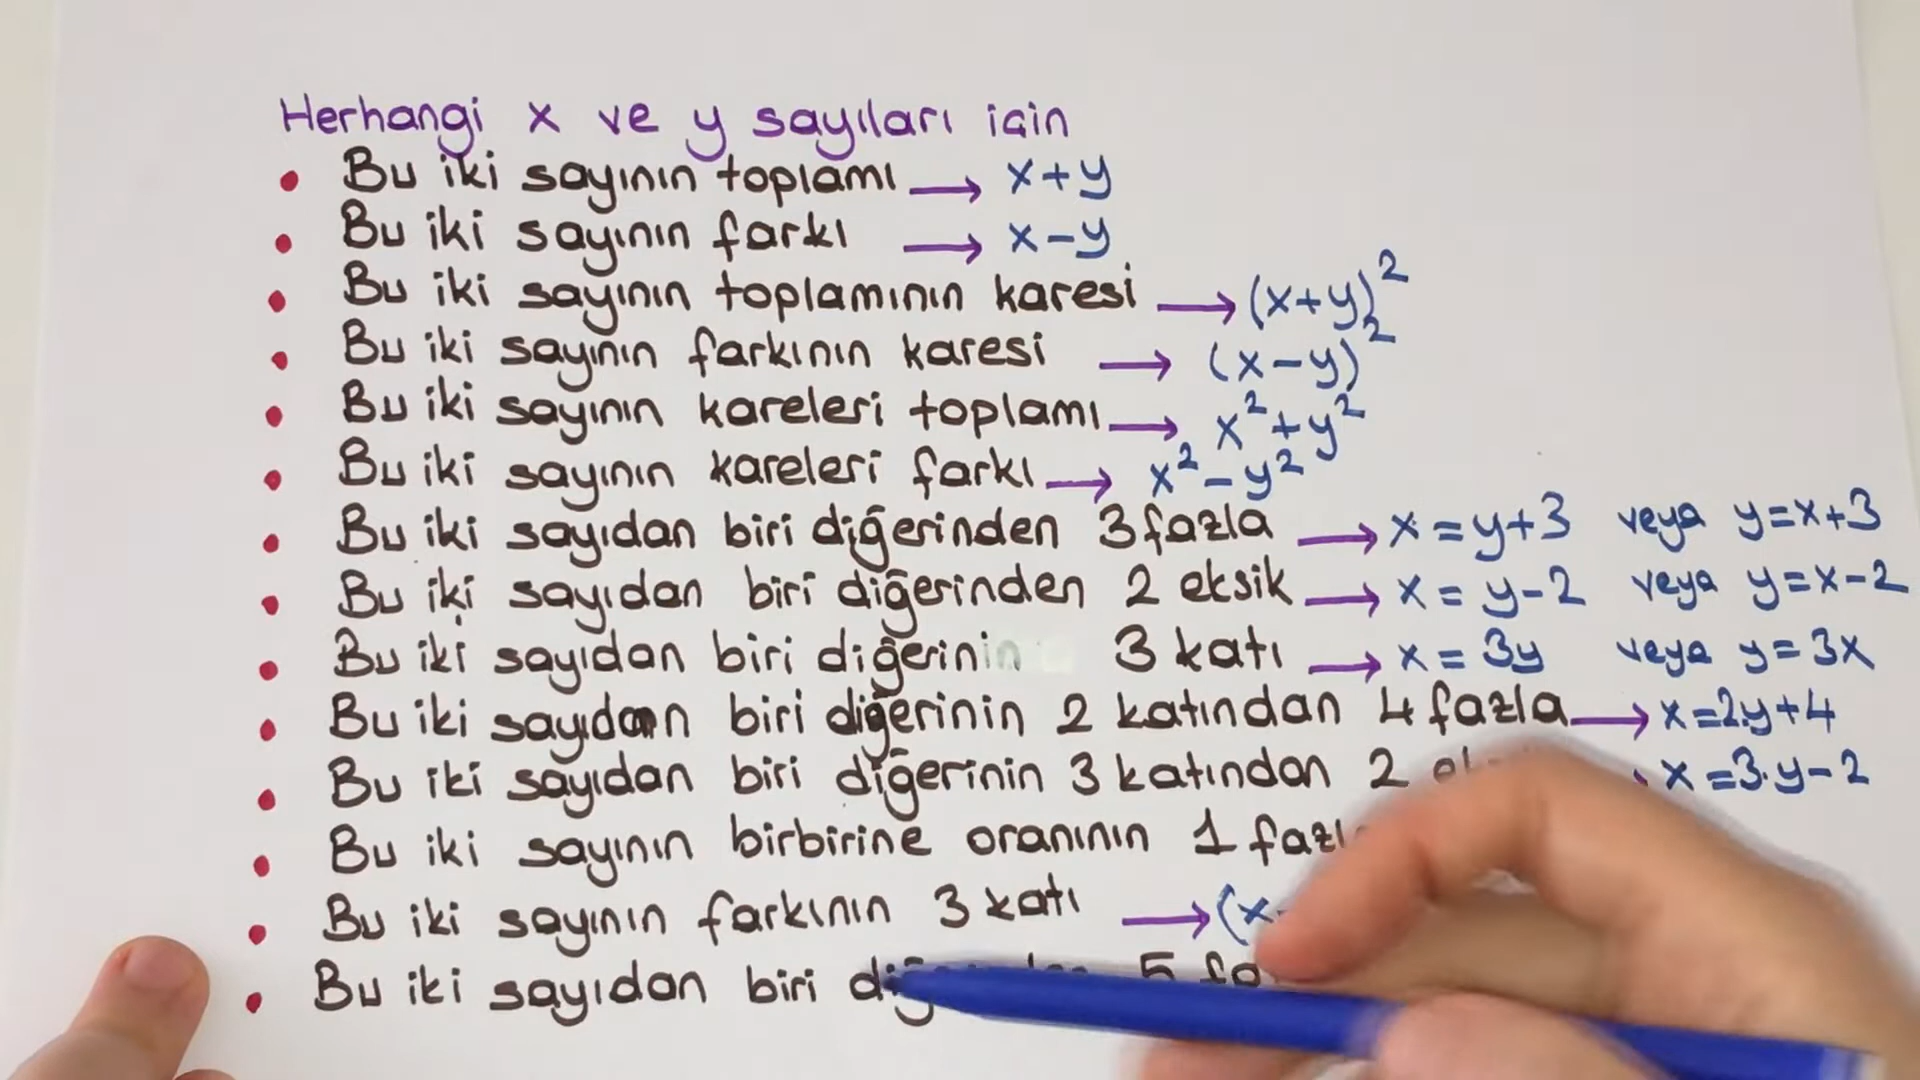 Herhangi x ve y sayıları için
• Bu iki sayının toplamı → x+y
• Bu iki sayının farkı → x-y
• Bu iki sayının toplamının karesi → (x+y)²
• Bu iki sayının farkının karesi → (x-y)²
• Bu iki sayının kareleri toplamı → x²+y²
• Bu iki sayının kareleri farkı → x²-y²
• Bu iki sayıdan biri diğerinden 3 fazla → x=y+3 veya y=x+3
• Bu iki sayıdan biri diğerinden 2 eksik → x=y-2 veya y=x-2
• Bu iki sayıdan biri diğerinin 3 katı → x=3y veya y=3x
• Bu iki sayıdan biri diğerinin 2 katından 4 fazla → x=2y+4
• Bu iki sayıdan biri diğerinin 3 katından 2 x=3.y-2
• Bu iki sayının birbirine oranının 1
• Bu iki sayının farkının 3 katı → (x
• Bu iki sayıdan biri 5